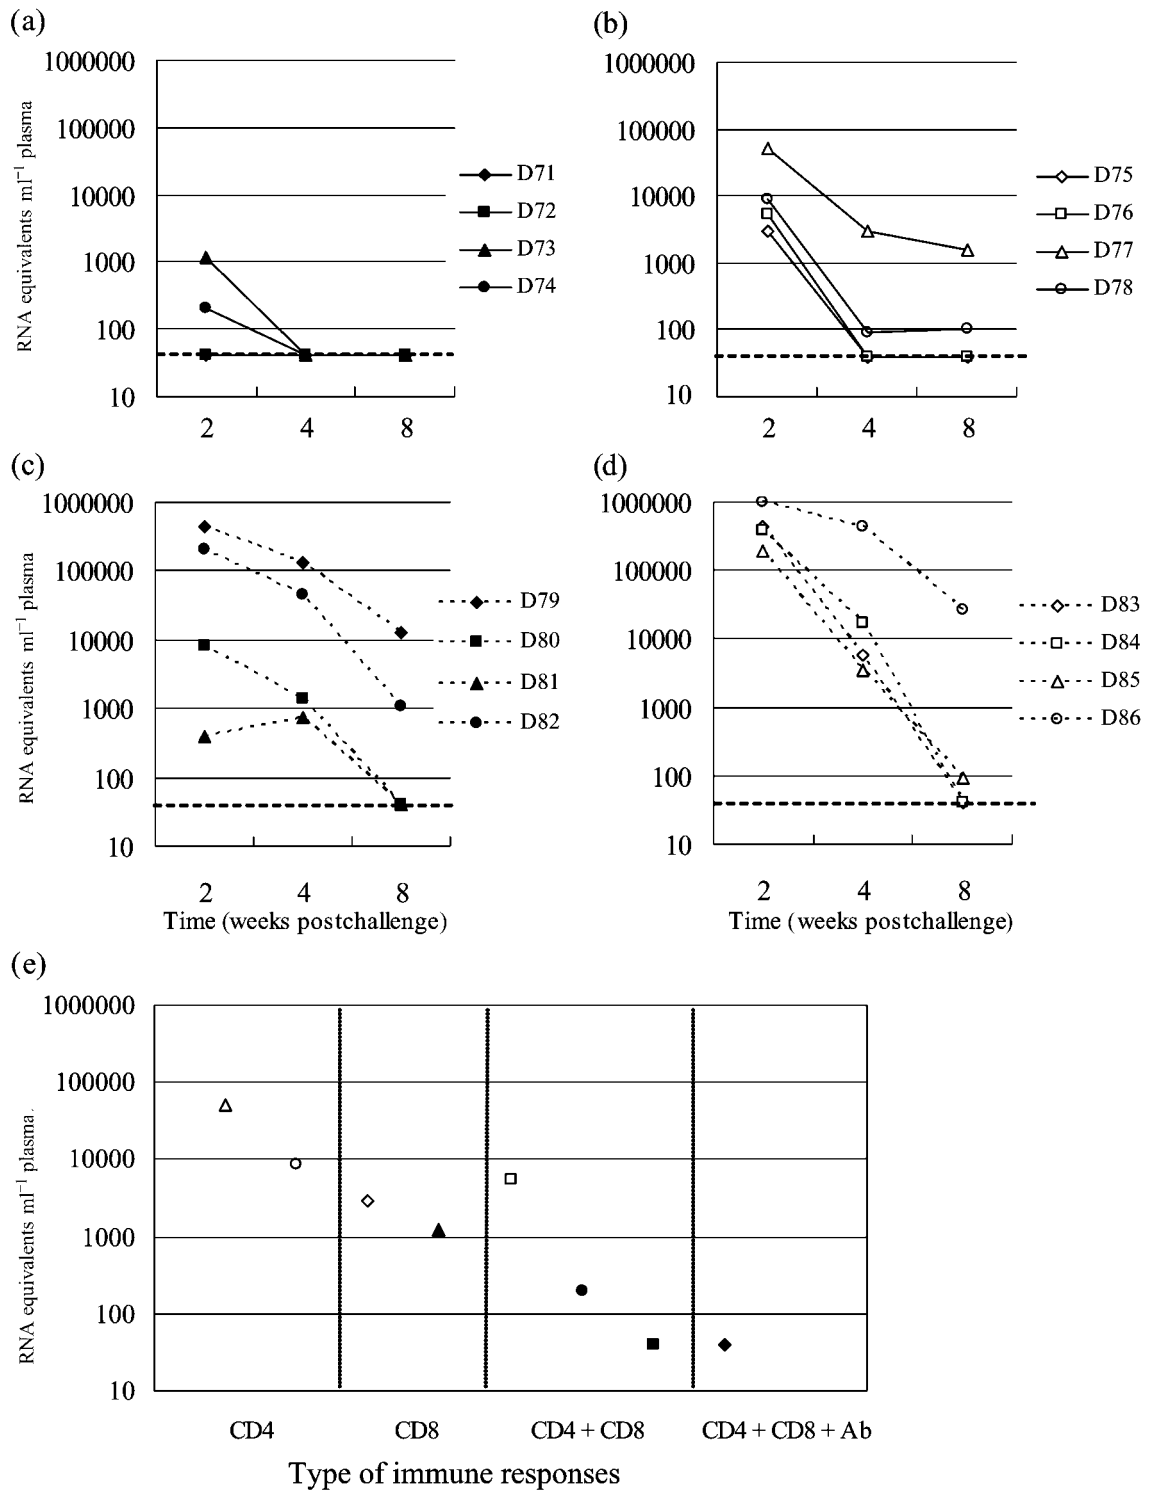 (a)
1000000
100000
10000
1000
100
10
RNA equivalents ml⁻¹ plasma
2 4 8
D71
D72
D73
D74
(b)
1000000
100000
10000
1000
100
10
2 4 8
D75
D76
D77
D78
(c)
1000000
100000
10000
1000
100
10
RNA equivalents ml⁻¹ plasma
2 4 8
Time (weeks postchallenge)
D79
D80
D81
D82
(d)
1000000
100000
10000
1000
100
10
2 4 8
Time (weeks postchallenge)
D83
D84
D85
D86
(e)
1000000
100000
10000
1000
100
10
RNA equivalents ml⁻¹ plasma.
CD4 CD8 CD4 + CD8 CD4 + CD8 + Ab
Type of immune responses